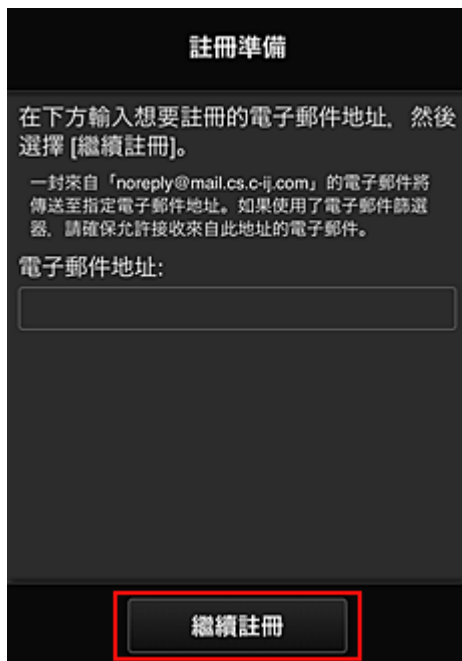 註冊準備
在下方輸入想要註冊的電子郵件地址，然後
選擇 [繼續註冊]。
一封來自「noreply@mail.cs.c-ij.com」的電子郵件將
傳送至指定電子郵件地址。如果使用了電子郵件篩選
器，請確保允許接收來自此地址的電子郵件。
電子郵件地址:
繼續註冊